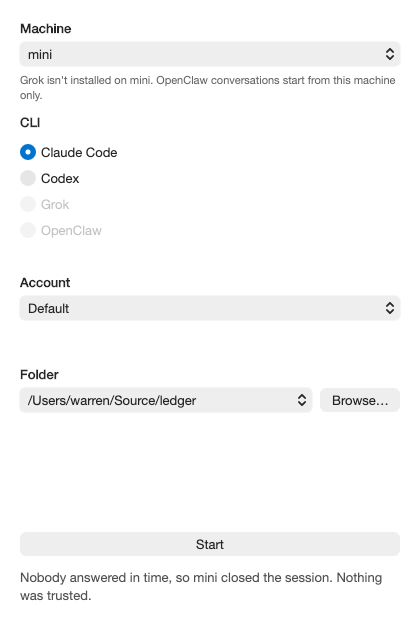 Machine
mini
Grok isn't installed on mini. OpenClaw conversations start from this machine
only.
CLI
Claude Code
Codex
Grok
OpenClaw
Account
Default
Folder
/Users/warren/Source/ledger
Browse…
Start
Nobody answered in time, so mini closed the session. Nothing
was trusted.